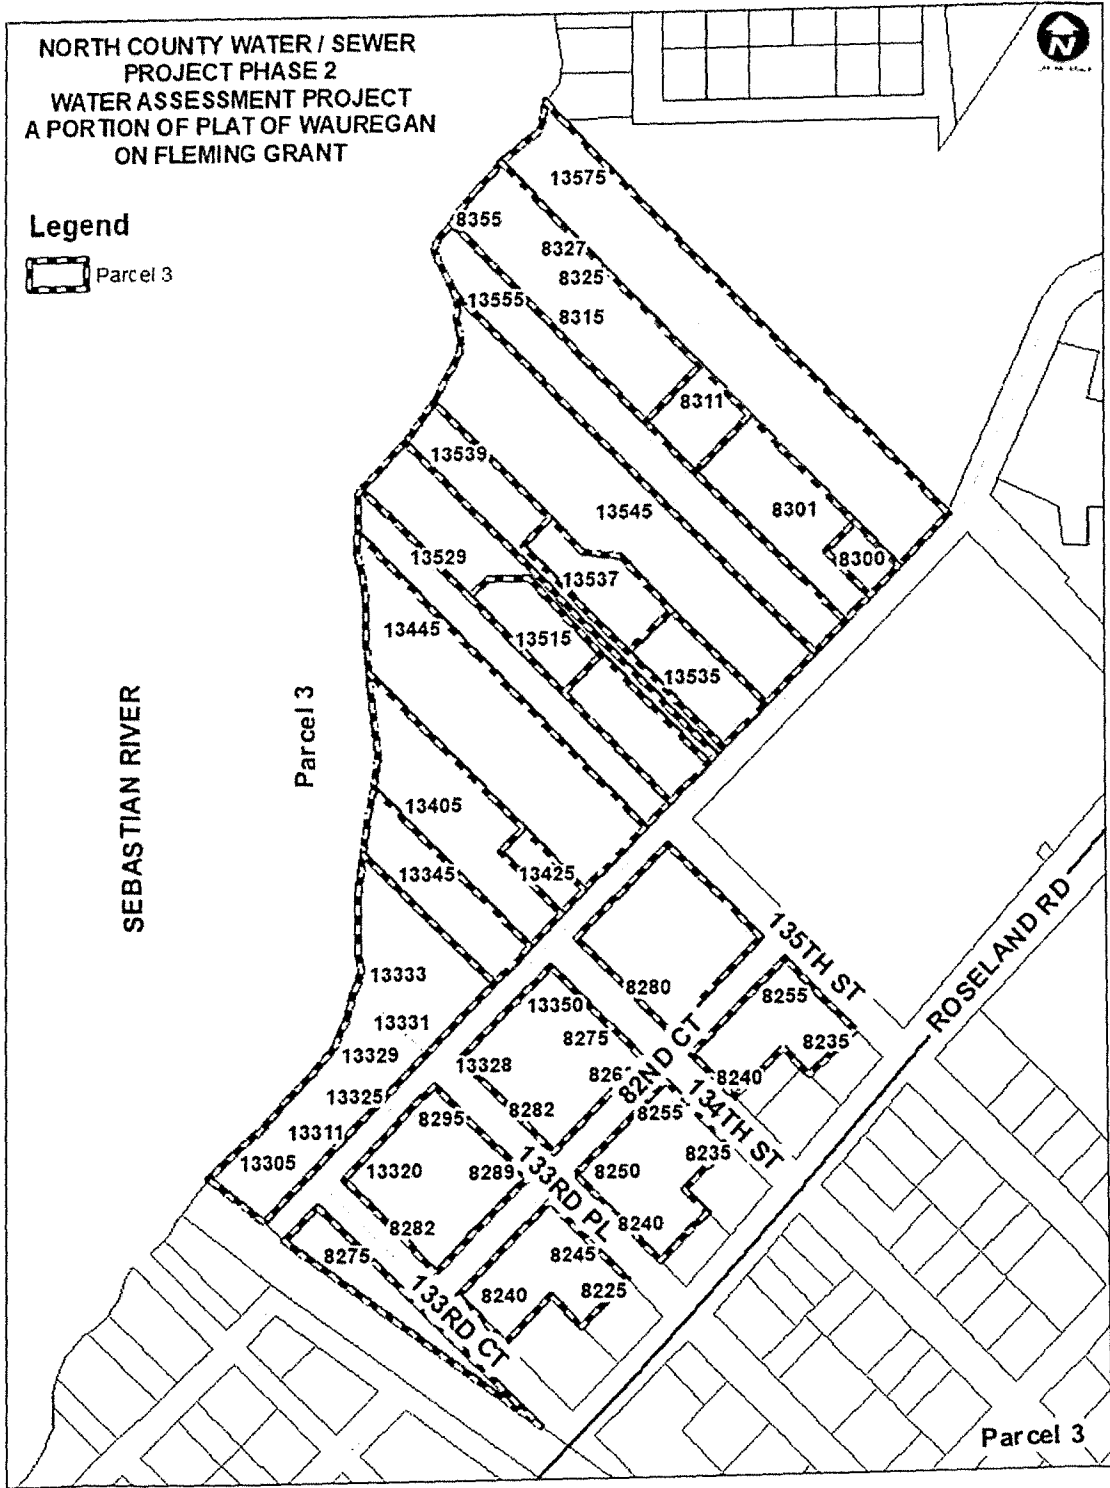 NORTH COUNTY WATER / SEWER
PROJECT PHASE 2
WATER ASSESSMENT PROJECT
A PORTION OF PLAT OF WAUREGAN
ON FLEMING GRANT
N
Legend
Parcel 3
13575
8355
8327
8325
8315
13555
8311
13539
13545
8301
8300
13529
13537
13445
13515
13535
SEBASTIAN RIVER
Parcel 3
13405
13345
13425
13333
13331
13329
13325
13311
13305
8280
135TH ST
ROSELAND RD
13350
8275
13328
8282
82ND CT
8255
8235
8240
134TH ST
8295
13320
8289
8282
133RD PL
8255
8235
8250
8240
8275
133RD CT
8245
8240
8225
Parcel 3